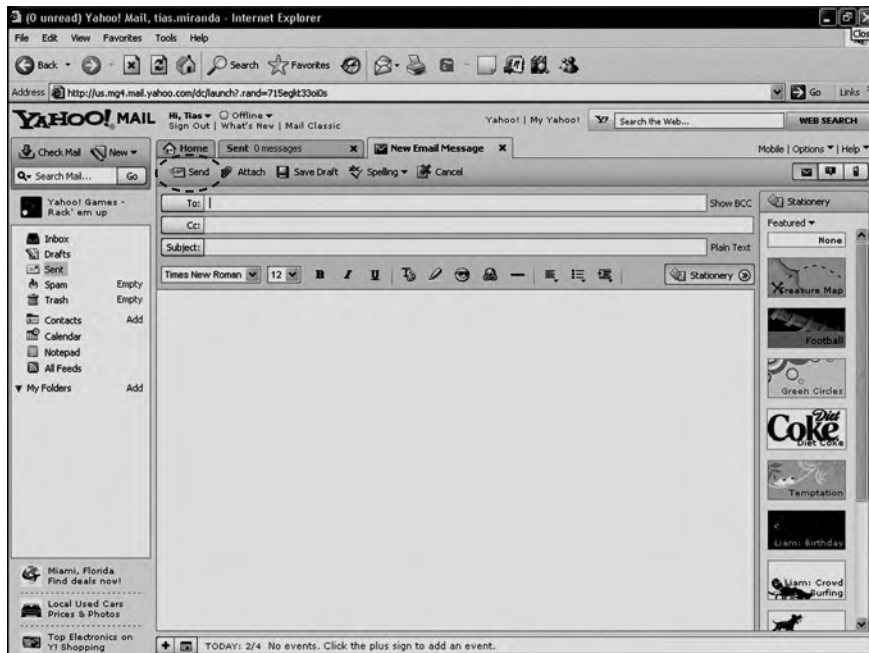 (0 unread) Yahoo! Mail, tias.miranda - Internet Explorer
Clos
File Edit View Favorites Tools Help
Back Search Favorites
Address http://us.mg4.mail.yahoo.com/dc/launch?.rand=715egkt33oi0s Go Links
YAHOO! MAIL Hi, Tias Offline Yahoo! | My Yahoo! Y! Search the Web... WEB SEARCH
Sign Out | What's New | Mail Classic
Check Mail New Home Sent 0 messages x New Email Message x Mobile | Options | Help
Search Mail... Go Send Attach Save Draft Spelling Cancel
Yahoo! Games -
Rack' em up
To: Show BCC Stationery
Cc: Featured
Inbox None
Drafts Subject: Plain Text
Sent
Spam Empty Times New Roman 12 B I U Stationery
Trash Empty Xreature Map
Contacts Add
Calendar
Notepad Football
All Feeds
My Folders Add
Green Circles
Diet
Coke
Diet Coke
Temptation
Liam: Birthday
Miami, Florida
Find deals now!
Liam: Crowd
Surfing
Local Used Cars
Prices & Photos
Top Electronics on
Y! Shopping
TODAY: 2/4 No events. Click the plus sign to add an event.